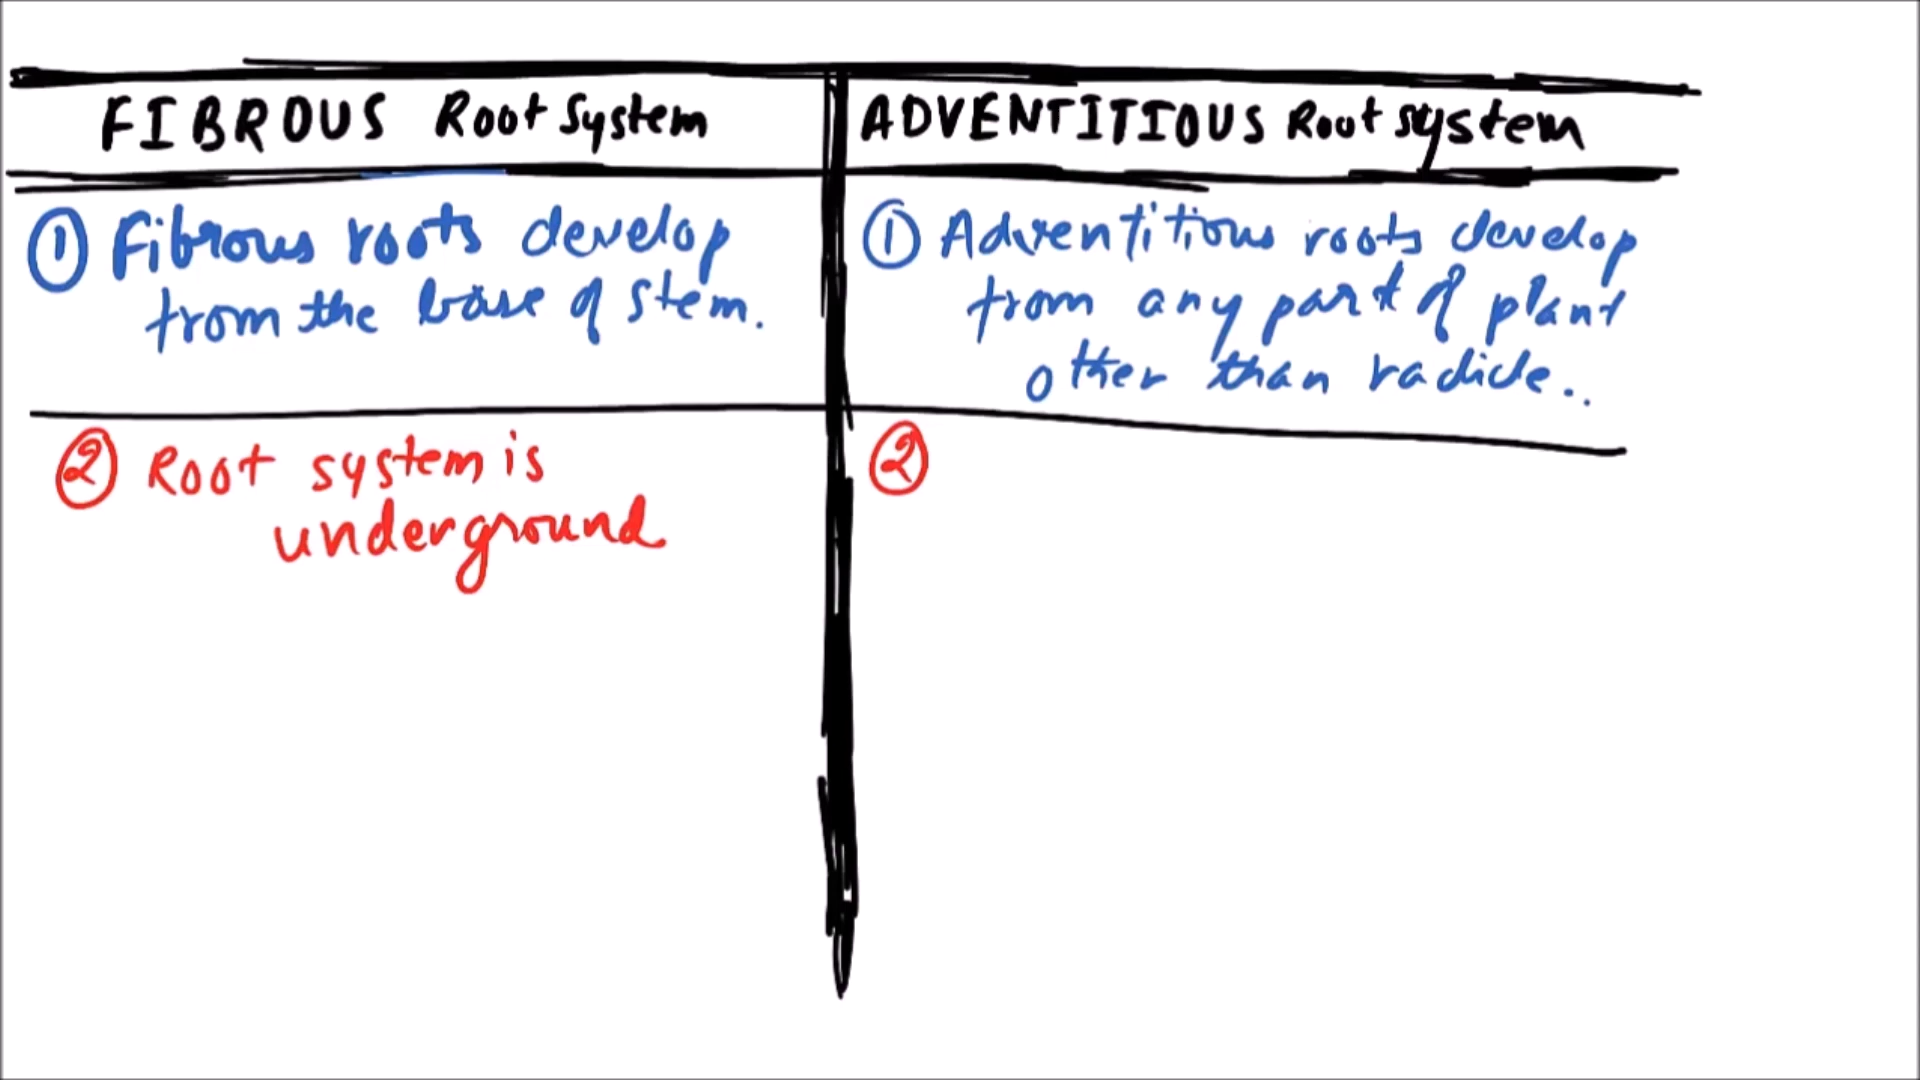 FIBROUS Root System
① Fibrous roots develop
from the base of stem.
② Root system is
underground
ADVENTITIOUS Root system
① Adventitious roots develop
from any part of plant
other than radicle..
②